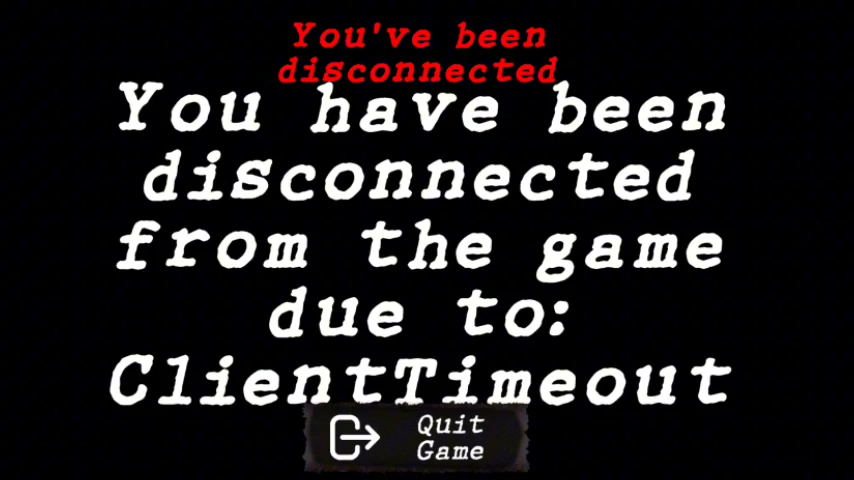 You've been
disconnected
You have been
disconnected
from the game
due to:
ClientTimeout
Quit
Game